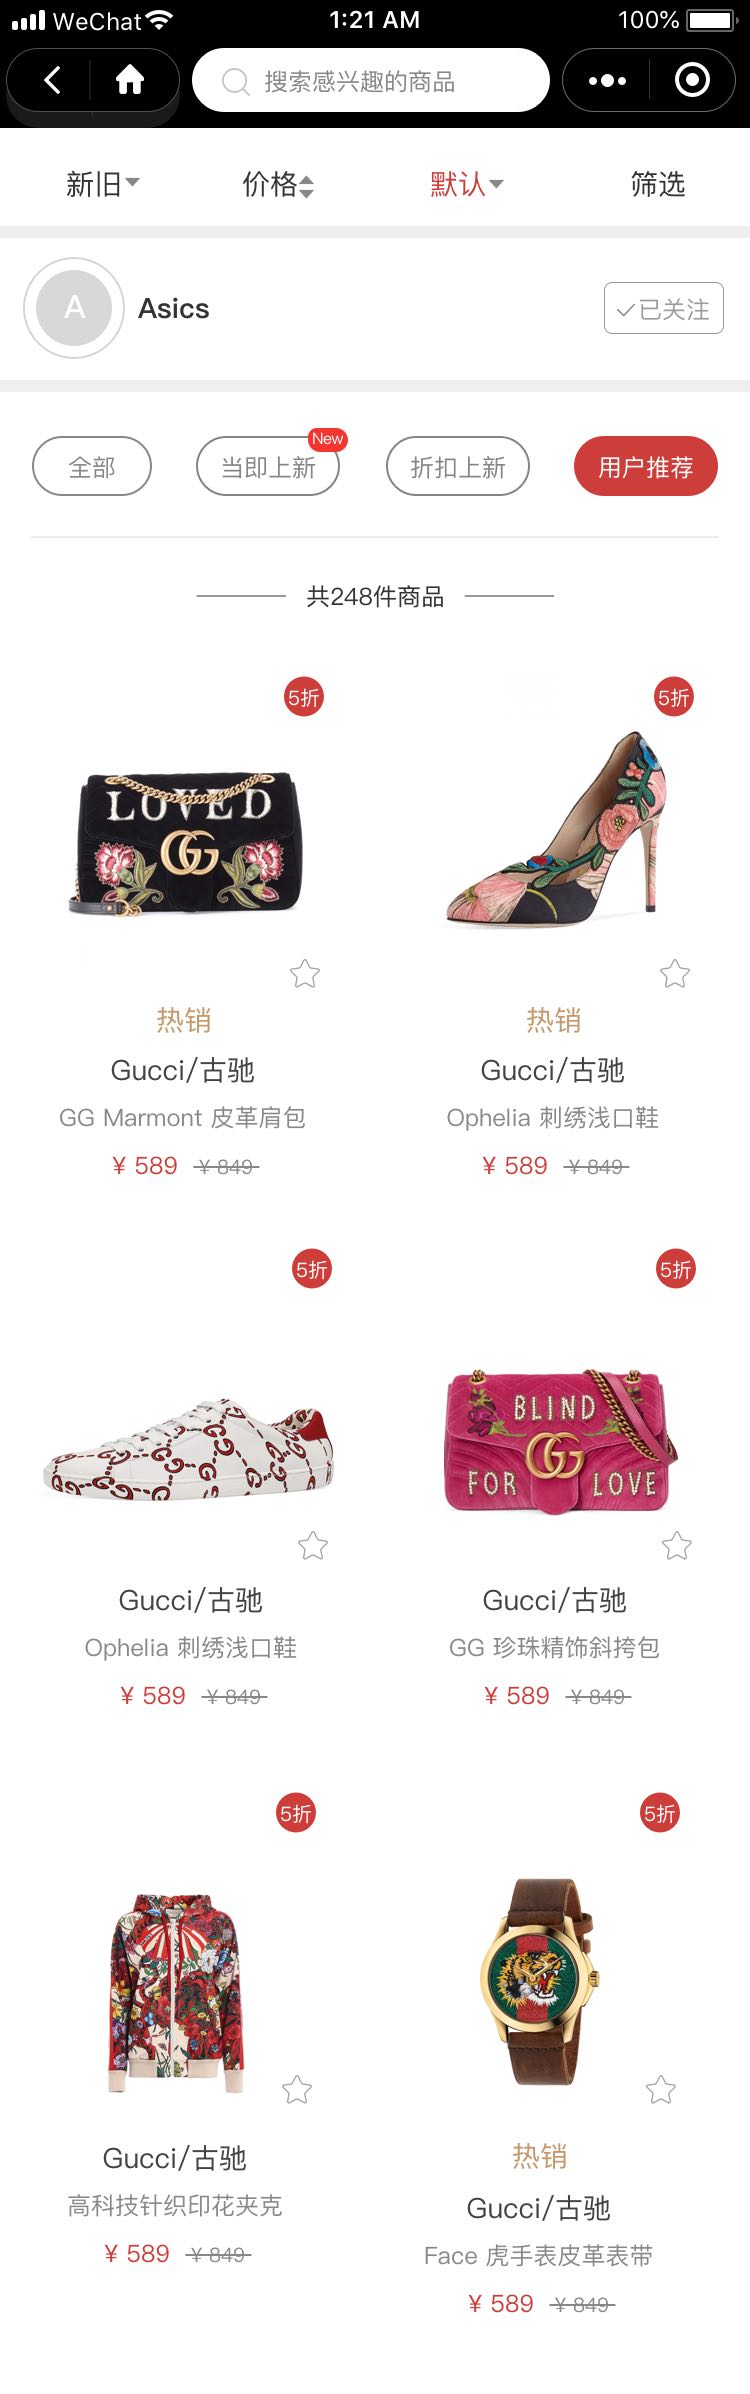 WeChat 1:21 AM 100%
搜索感兴趣的商品
新旧 价格 默认 筛选
A Asics 已关注
New
全部 当即上新 折扣上新 用户推荐
共248件商品
5折 5折
LOVED
热销 热销
Gucci/古驰 Gucci/古驰
GG Marmont 皮革肩包 Ophelia 刺绣浅口鞋
¥ 589 ¥ 849 ¥ 589 ¥ 849
5折 5折
BLIND
FOR LOVE
Gucci/古驰 Gucci/古驰
Ophelia 刺绣浅口鞋 GG 珍珠精饰斜挎包
¥ 589 ¥ 849 ¥ 589 ¥ 849
5折 5折
Gucci/古驰 热销
高科技针织印花夹克 Gucci/古驰
¥ 589 ¥ 849 Face 虎手表皮革表带
¥ 589 ¥ 849